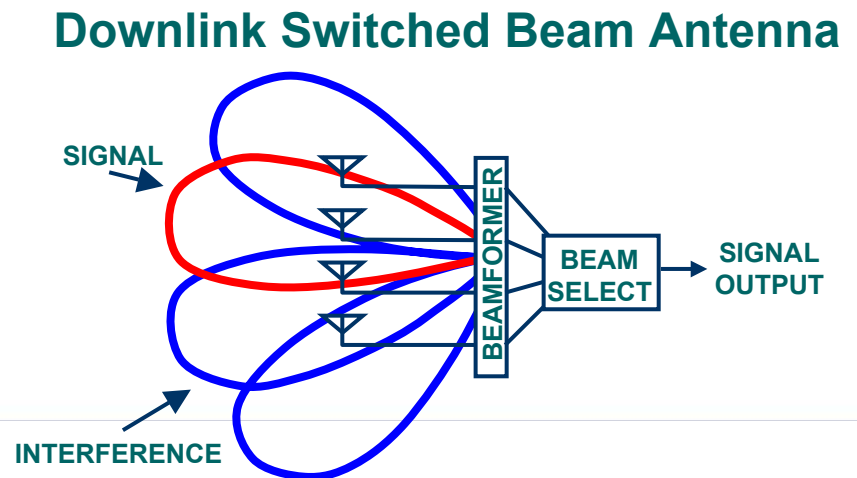 Downlink Switched Beam Antenna
SIGNAL
BEAMFORMER
BEAM
SELECT
SIGNAL
OUTPUT
INTERFERENCE